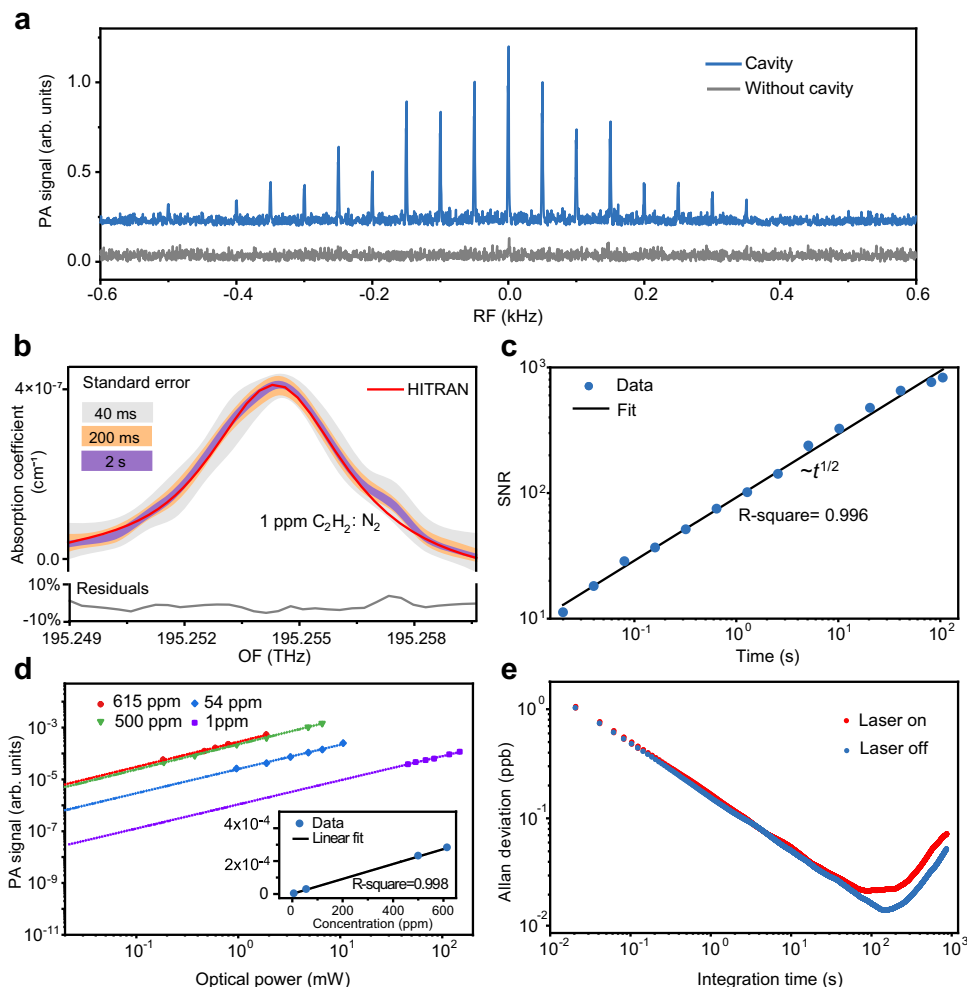 a
PA signal (arb. units)
1.0
0.5
0.0
Cavity
Without cavity
-0.6
-0.4
-0.2
0.0
0.2
0.4
0.6
RF (kHz)
b
Absorption coefficient
(cm⁻¹)
4×10⁻⁷
0.0
Standard error
40 ms
200 ms
2 s
HITRAN
1 ppm C₂H₂: N₂
10%
-10%
Residuals
195.249
195.252
195.255
195.258
OF (THz)
c
SNR
10³
10²
10¹
Data
Fit
~t¹ᐟ²
R-square= 0.996
10⁻¹
10⁰
10¹
10²
Time (s)
d
PA signal (arb. units)
10⁻³
10⁻⁵
10⁻⁷
10⁻⁹
10⁻¹¹
615 ppm
54 ppm
500 ppm
1ppm
4x10⁻⁴
2x10⁻⁴
0
Data
Linear fit
R-square=0.998
0
200
400
600
Concentration (ppm)
10⁻¹
10⁰
10¹
10²
Optical power (mW)
e
Allan deviation (ppb)
10⁰
10⁻¹
10⁻²
Laser on
Laser off
10⁻²
10⁻¹
10⁰
10¹
10²
10³
Integration time (s)